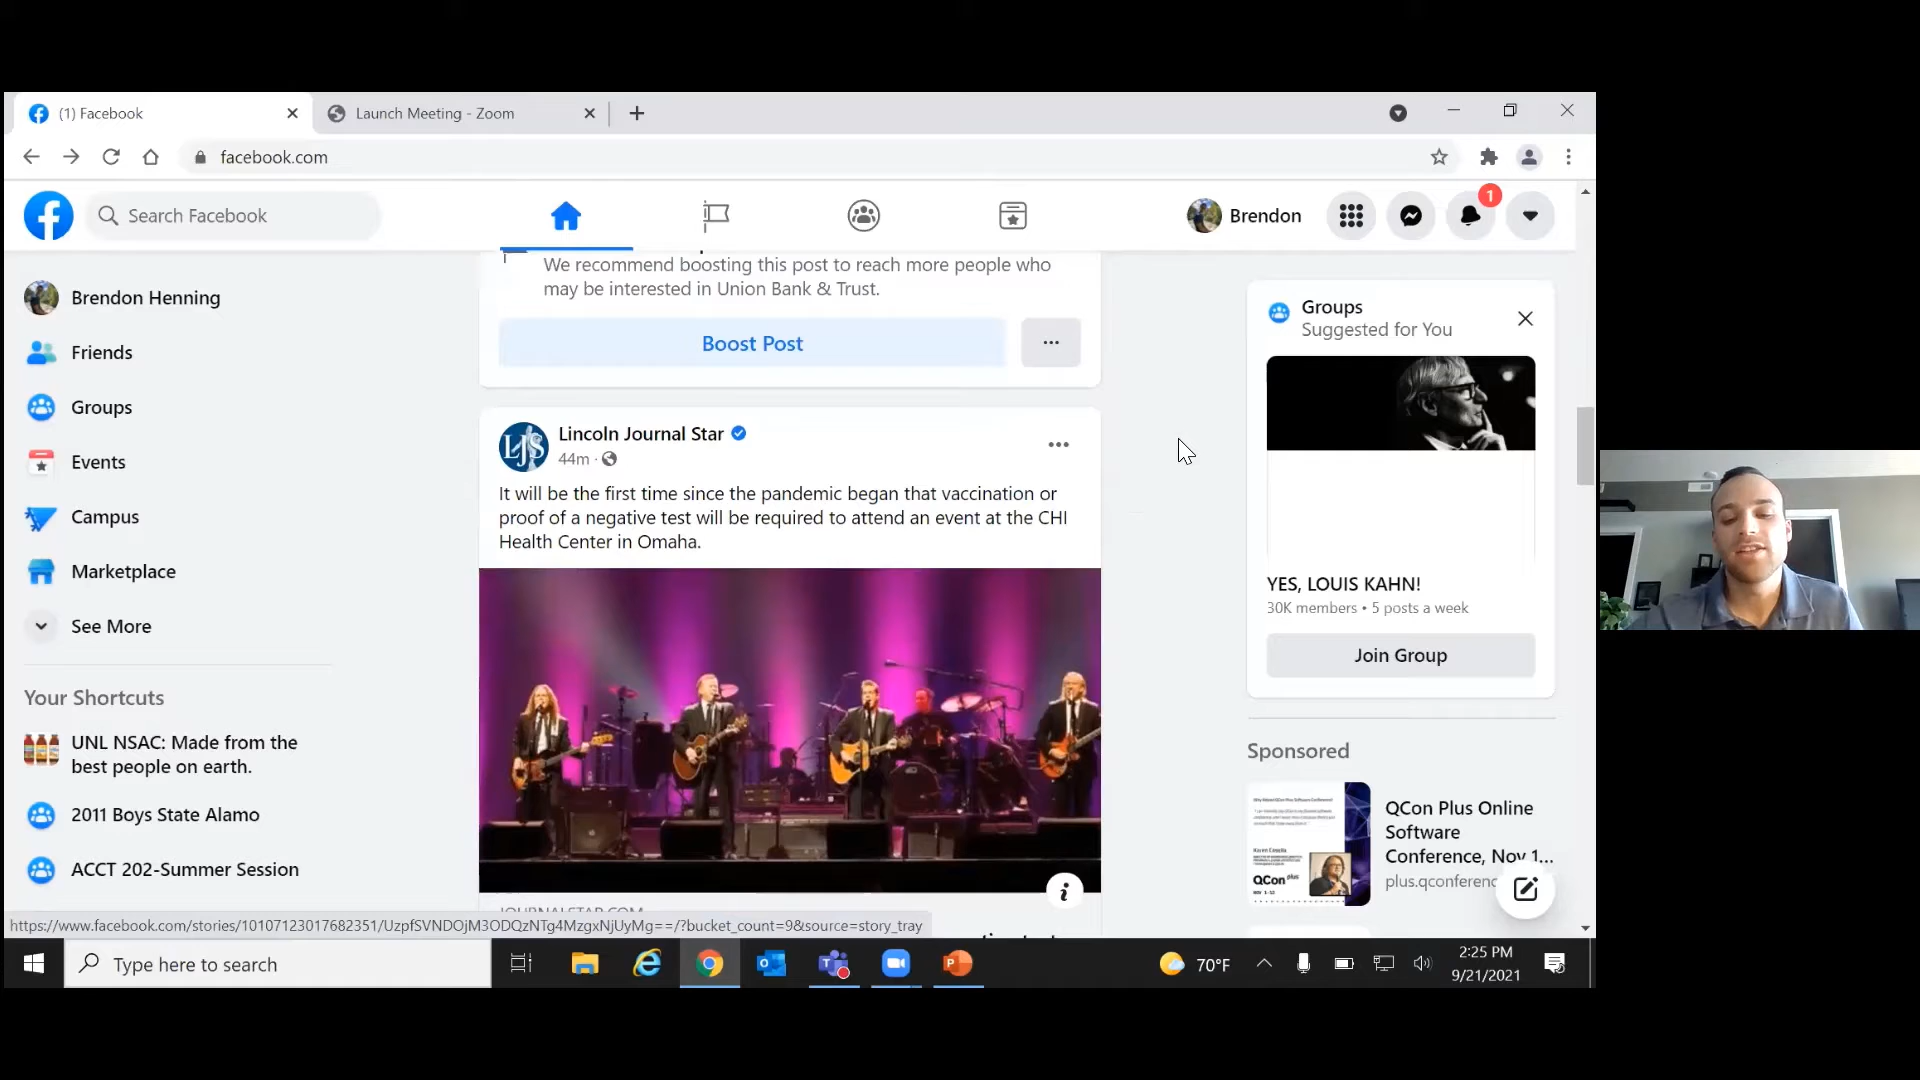 (1) Facebook
Launch Meeting - Zoom
facebook.com
Search Facebook
Brendon
1
Brendon Henning
Friends
Groups
Events
Campus
Marketplace
See More
Your Shortcuts
UNL NSAC: Made from the
best people on earth.
2011 Boys State Alamo
ACCT 202-Summer Session
We recommend boosting this post to reach more people who
may be interested in Union Bank & Trust.
Boost Post
Lincoln Journal Star
LJS
44m ·
It will be the first time since the pandemic began that vaccination or
proof of a negative test will be required to attend an event at the CHI
Health Center in Omaha.
JOURNALSTAR.COM
Groups
Suggested for You
YES, LOUIS KAHN!
30K members • 5 posts a week
Join Group
Sponsored
QCon Plus Online
Software
Conference, Nov 1...
plus.qconferenc
QCon plus
https://www.facebook.com/stories/10107123017682351/UzpfSVNDOjM3ODQzNTg4MzgxNjUyMg==/?bucket_count=9&source=story_tray
Type here to search
70°F
2:25 PM
9/21/2021